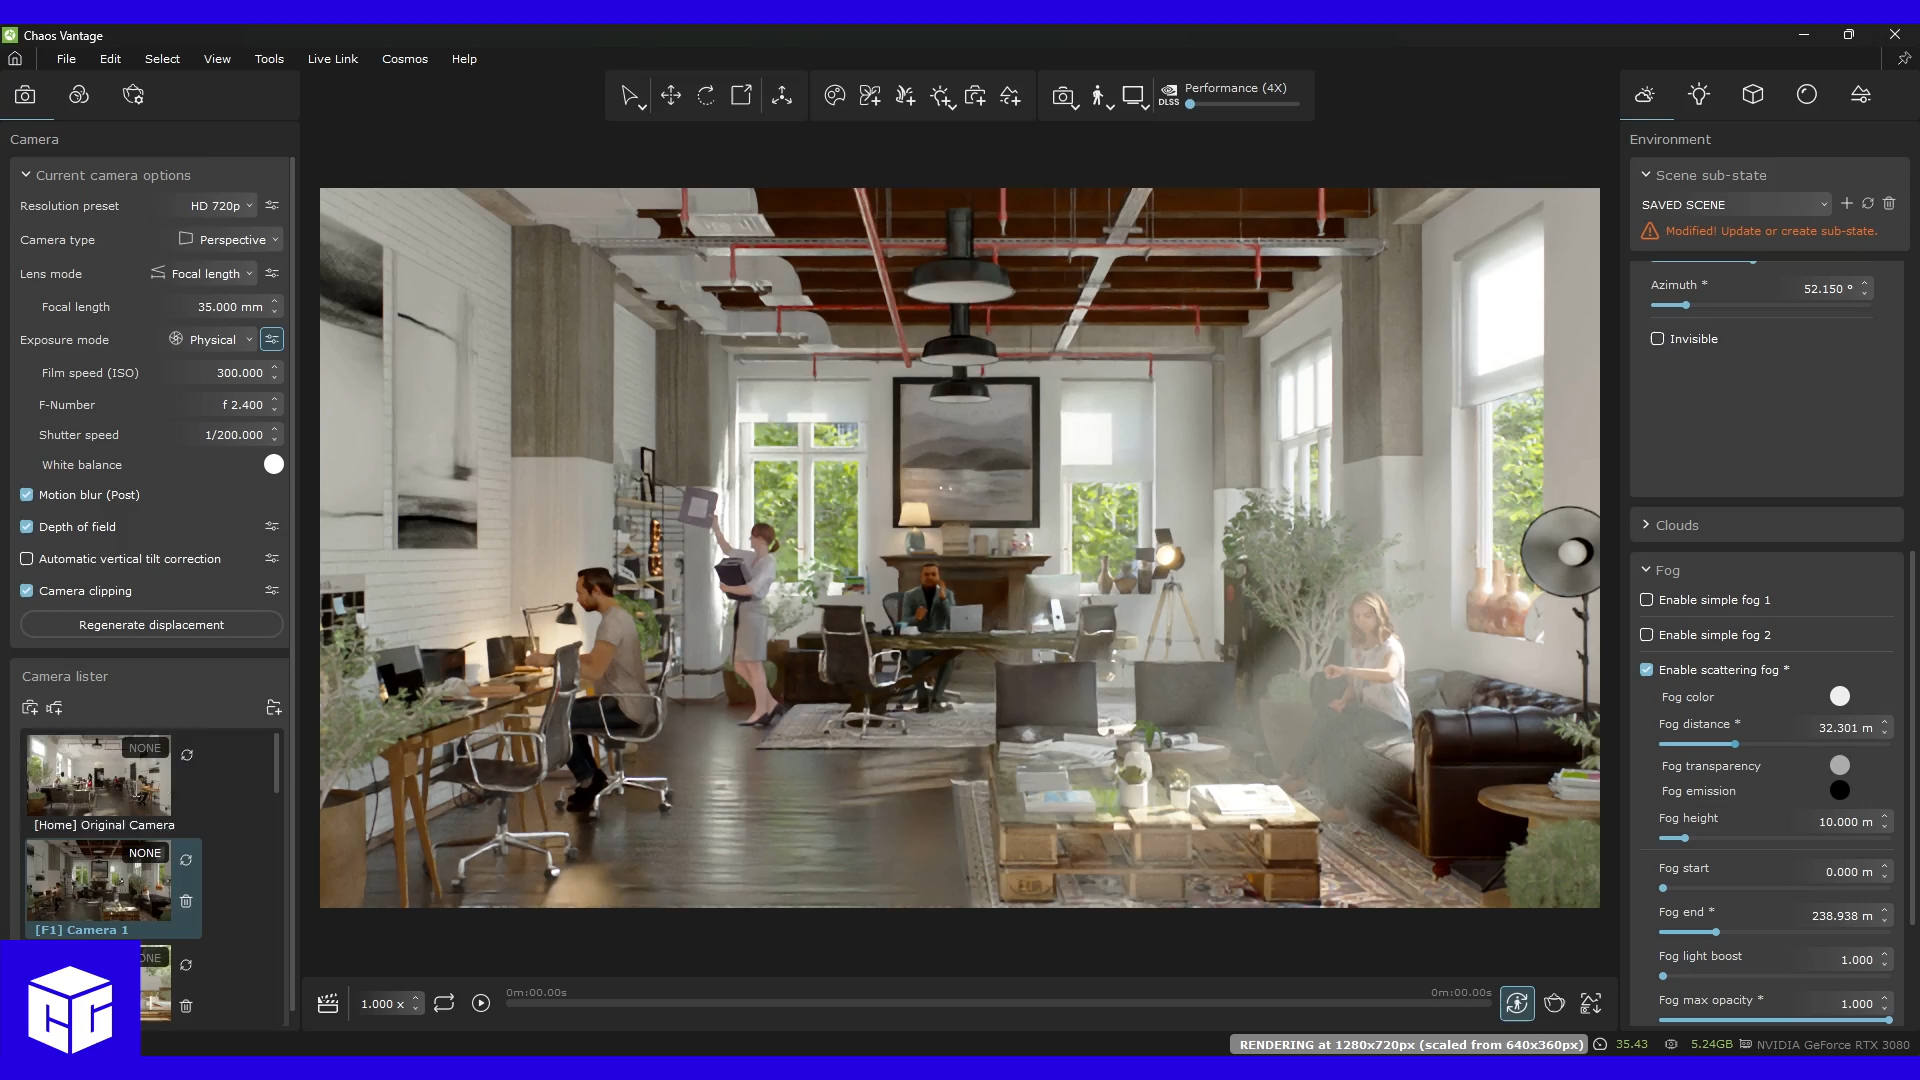 Chaos Vantage
File Edit Select View Tools Live Link Cosmos Help
DLSS
Performance (4X)
Camera
Current camera options
Resolution preset HD 720p
Camera type Perspective
Lens mode Focal length
Focal length 35.000 mm
Exposure mode Physical
Film speed (ISO) 300.000
F-Number f 2.400
Shutter speed 1/200.000
White balance
Motion blur (Post)
Depth of field
Automatic vertical tilt correction
Camera clipping
Regenerate displacement
Camera lister
NONE
[Home] Original Camera
NONE
[F1] Camera 1
ONE
CG
EUR
1.000 x
0m:00.00s
0m:00.00s
Environment
Scene sub-state
SAVED SCENE
Modified! Update or create sub-state.
Azimuth * 52.150 °
Invisible
Clouds
Fog
Enable simple fog 1
Enable simple fog 2
Enable scattering fog *
Fog color
Fog distance * 32.301 m
Fog transparency
Fog emission
Fog height 10.000 m
Fog start 0.000 m
Fog end * 238.938 m
Fog light boost 1.000
Fog max opacity * 1.000
RENDERING at 1280x720px (scaled from 640x360px) 35.43 5.24GB NVIDIA GeForce RTX 3080